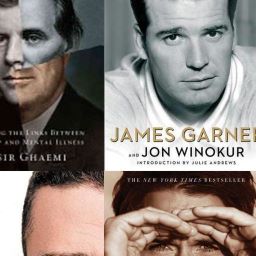 NG THE LINKS BETWEEN
P AND MENTAL ILLNESS
SIR GHAEMI
JAMES GARNE
AND JON WINOKUR
INTRODUCTION BY JULIE ANDREWS
THE NEW YORK TIMES BESTSELLER